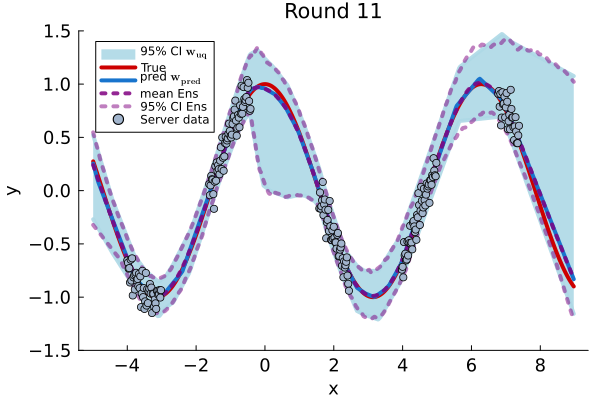 Round 11
95% CI w_uq
True
pred w_pred
mean Ens
95% CI Ens
Server data
1.5
1.0
0.5
0.0
−0.5
−1.0
−1.5
y
−4 −2 0 2 4 6 8
x